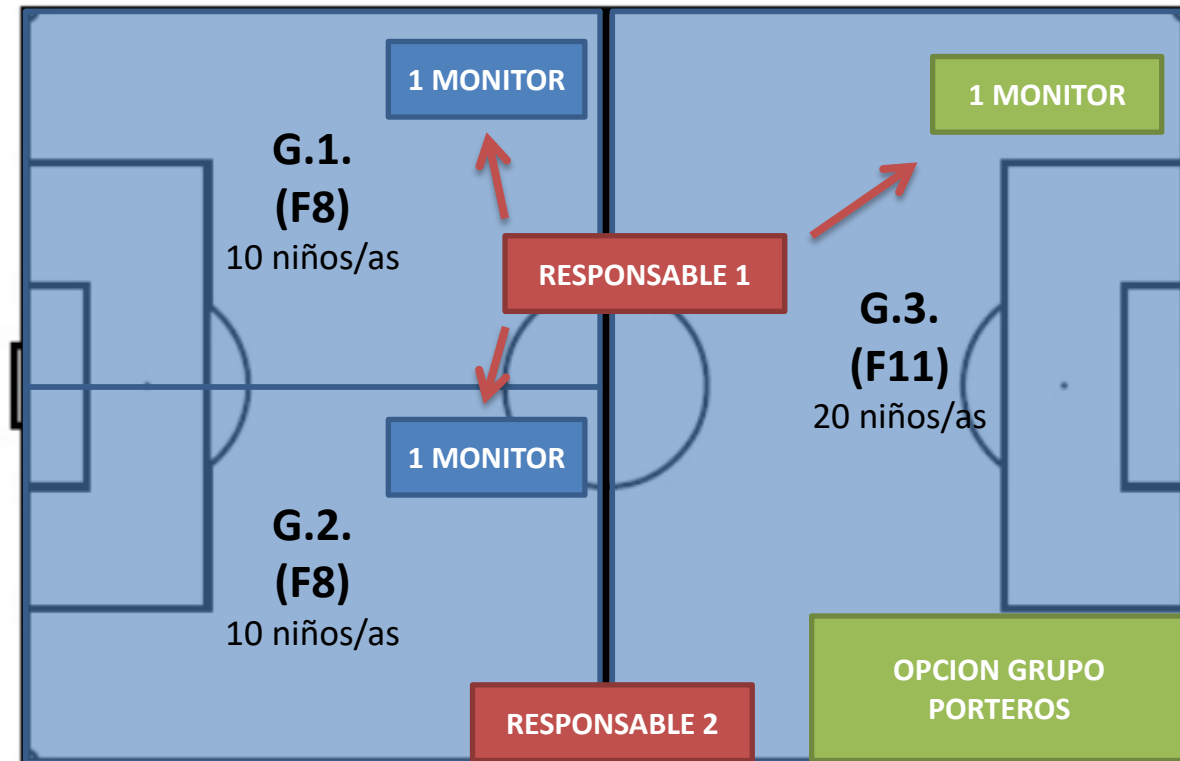 1 MONITOR
G.1.
(F8)
10 niños/as
1 MONITOR
RESPONSABLE 1
G.3.
(F11)
20 niños/as
1 MONITOR
G.2.
(F8)
10 niños/as
RESPONSABLE 2
OPCION GRUPO
PORTEROS